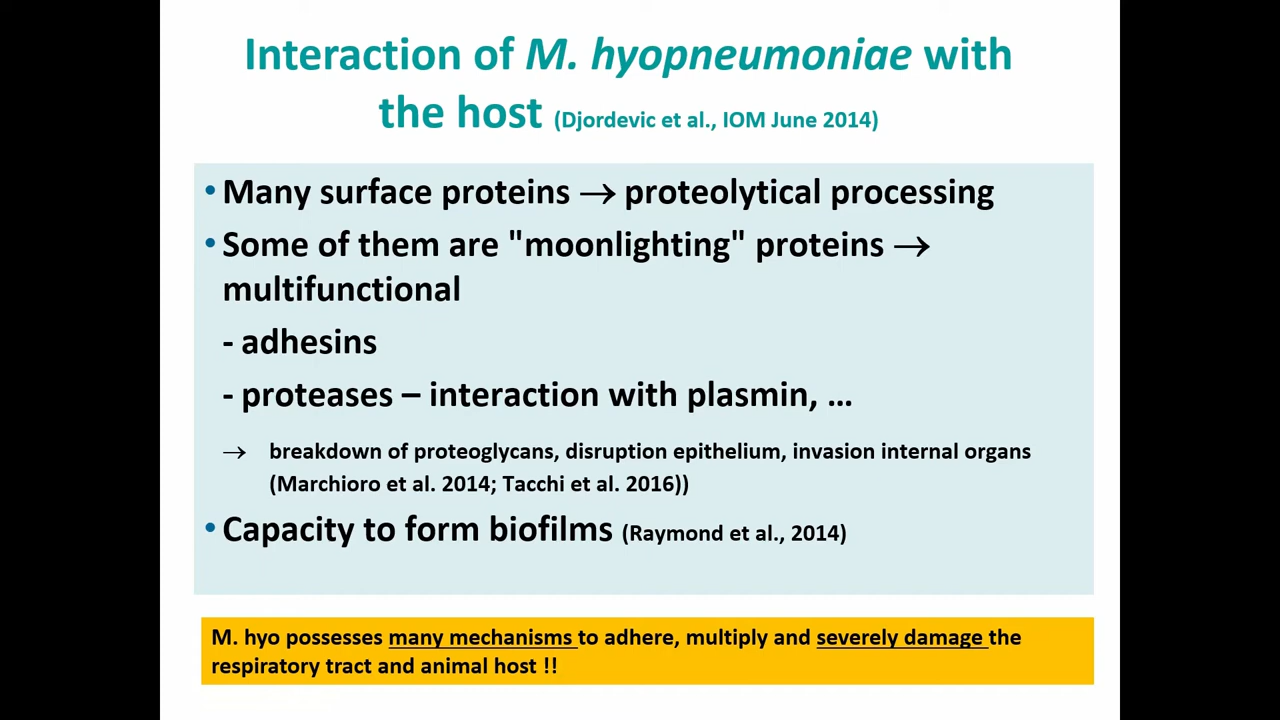 Interaction of M. hyopneumoniae with
the host (Djordevic et al., IOM June 2014)
• Many surface proteins → proteolytical processing
• Some of them are "moonlighting" proteins →
multifunctional
- adhesins
- proteases – interaction with plasmin, …
→ breakdown of proteoglycans, disruption epithelium, invasion internal organs
(Marchioro et al. 2014; Tacchi et al. 2016))
• Capacity to form biofilms (Raymond et al., 2014)
M. hyo possesses many mechanisms to adhere, multiply and severely damage the
respiratory tract and animal host !!